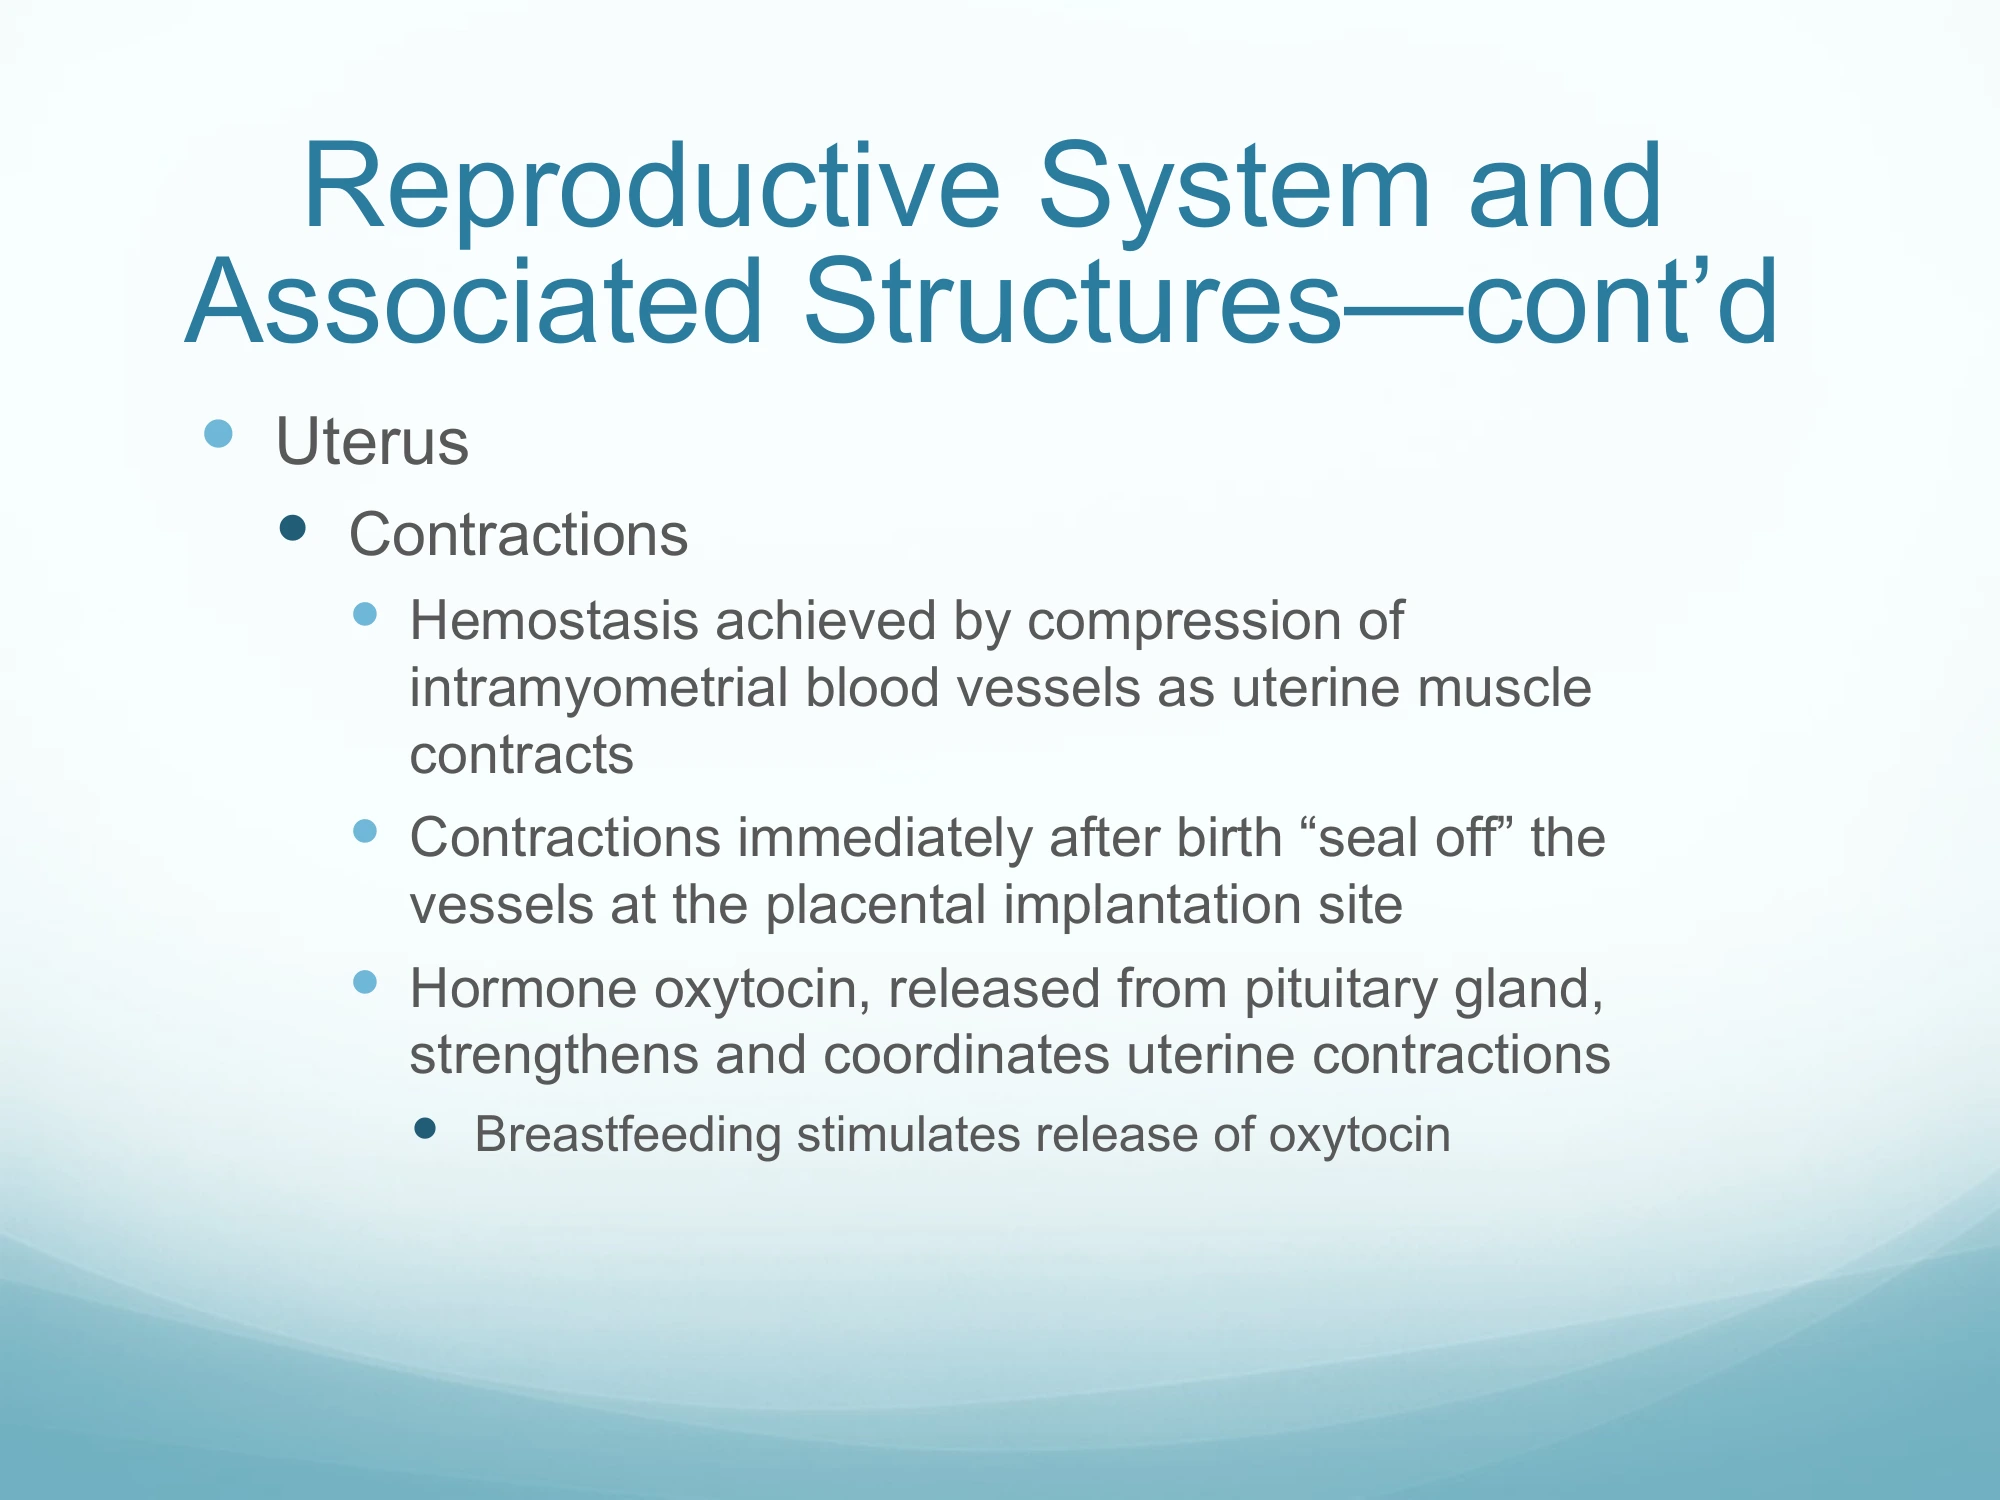 Reproductive System and
Associated Structures—cont’d
• Uterus
• Contractions
• Hemostasis achieved by compression of
intramyometrial blood vessels as uterine muscle
contracts
• Contractions immediately after birth “seal off” the
vessels at the placental implantation site
• Hormone oxytocin, released from pituitary gland,
strengthens and coordinates uterine contractions
• Breastfeeding stimulates release of oxytocin